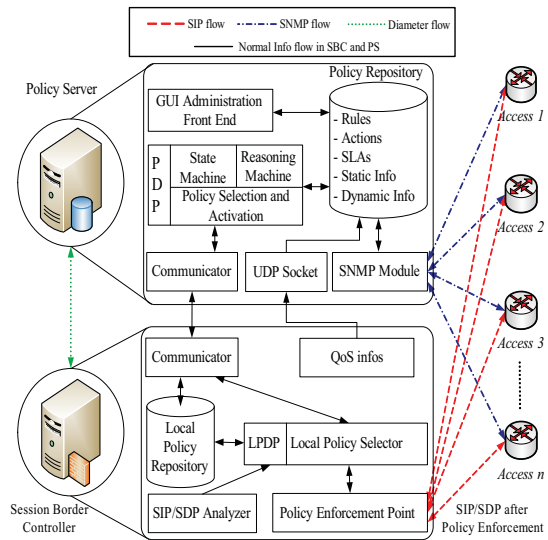 SIP flow
SNMP flow
Diameter flow
Normal Info flow in SBC and PS
Policy Server
Policy Repository
GUI Administration
Front End
- Rules
- Actions
- SLAs
- Static Info
- Dynamic Info
P
D
P
State
Machine
Reasoning
Machine
Policy Selection and
Activation
Communicator
UDP Socket
SNMP Module
Access 1
Access 2
Access 3
Access n
Communicator
QoS infos
Local
Policy
Repository
LPDP
Local Policy Selector
SIP/SDP Analyzer
Policy Enforcement Point
Session Border
Controller
SIP/SDP after
Policy Enforcement